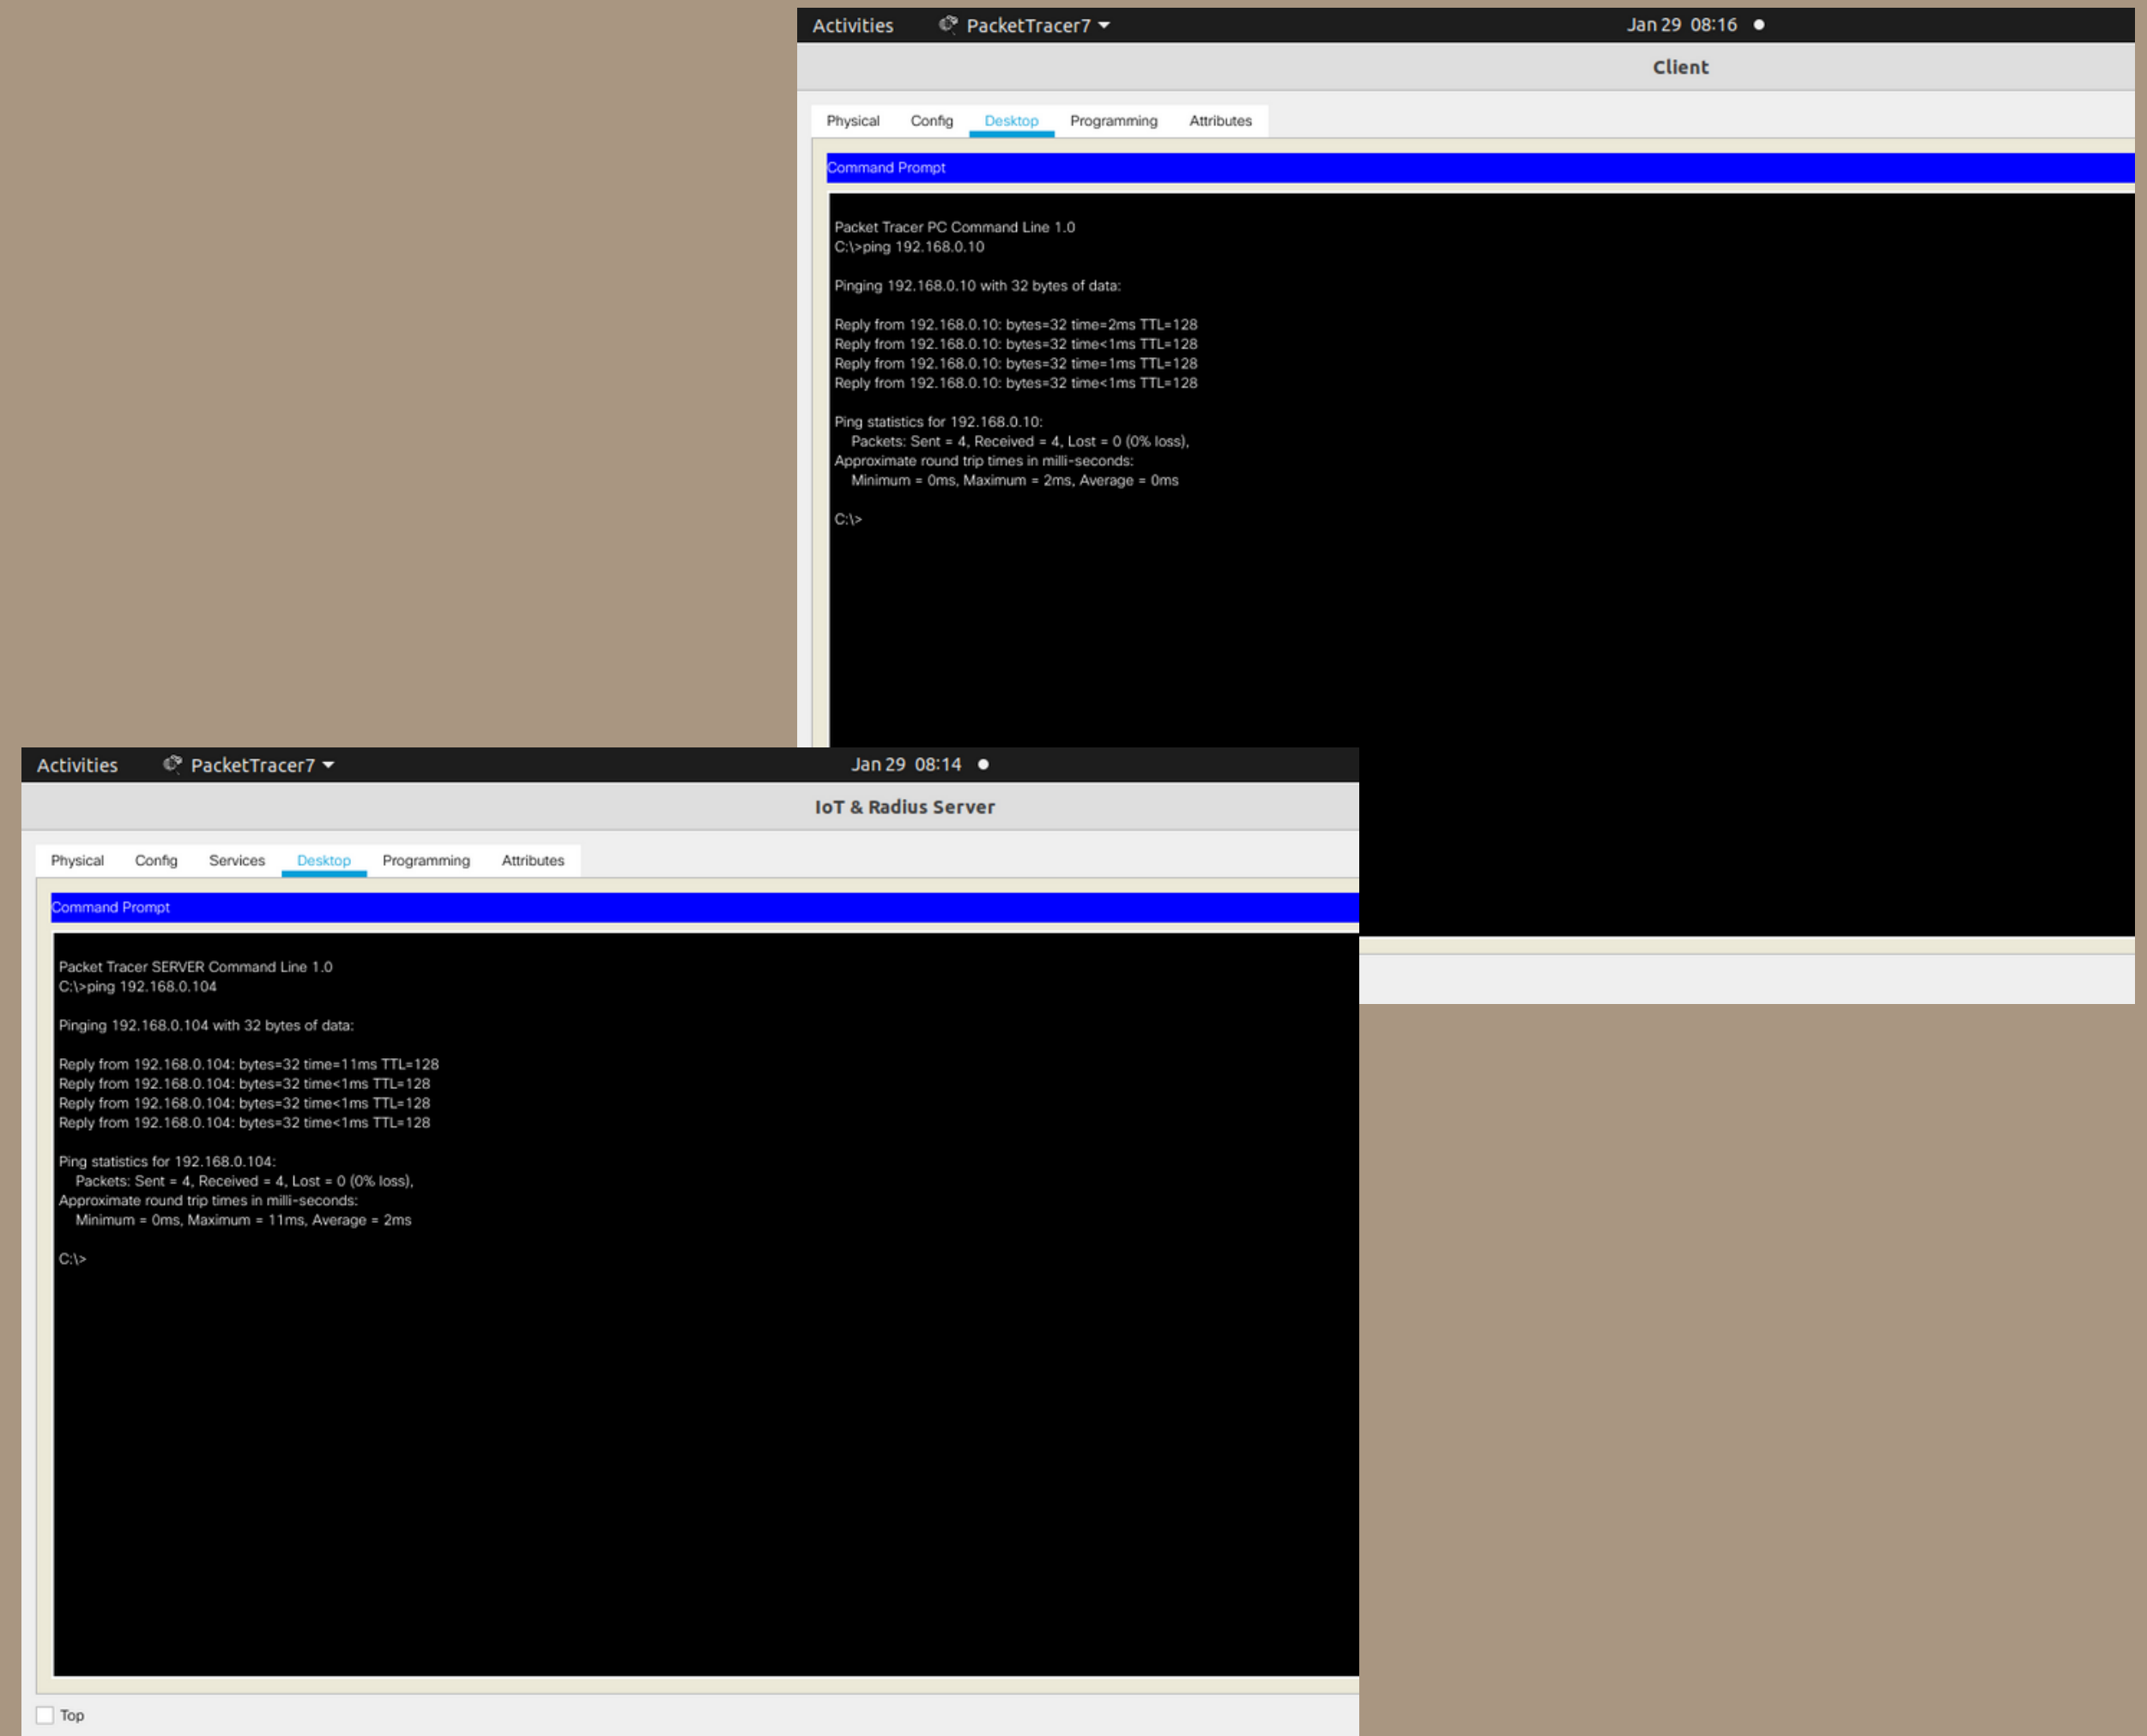 Activities PacketTracer7 Jan 29 08:16
Client
Physical Config Desktop Programming Attributes
Command Prompt
Packet Tracer PC Command Line 1.0
C:\>ping 192.168.0.10
Pinging 192.168.0.10 with 32 bytes of data:
Reply from 192.168.0.10: bytes=32 time=2ms TTL=128
Reply from 192.168.0.10: bytes=32 time<1ms TTL=128
Reply from 192.168.0.10: bytes=32 time=1ms TTL=128
Reply from 192.168.0.10: bytes=32 time<1ms TTL=128
Ping statistics for 192.168.0.10:
Packets: Sent = 4, Received = 4, Lost = 0 (0% loss),
Approximate round trip times in milli-seconds:
Minimum = 0ms, Maximum = 2ms, Average = 0ms
C:\>
Activities PacketTracer7 Jan 29 08:14
IoT & Radius Server
Physical Config Services Desktop Programming Attributes
Command Prompt
Packet Tracer SERVER Command Line 1.0
C:\>ping 192.168.0.104
Pinging 192.168.0.104 with 32 bytes of data:
Reply from 192.168.0.104: bytes=32 time=11ms TTL=128
Reply from 192.168.0.104: bytes=32 time<1ms TTL=128
Reply from 192.168.0.104: bytes=32 time<1ms TTL=128
Reply from 192.168.0.104: bytes=32 time<1ms TTL=128
Ping statistics for 192.168.0.104:
Packets: Sent = 4, Received = 4, Lost = 0 (0% loss),
Approximate round trip times in milli-seconds:
Minimum = 0ms, Maximum = 11ms, Average = 2ms
C:\>
Top